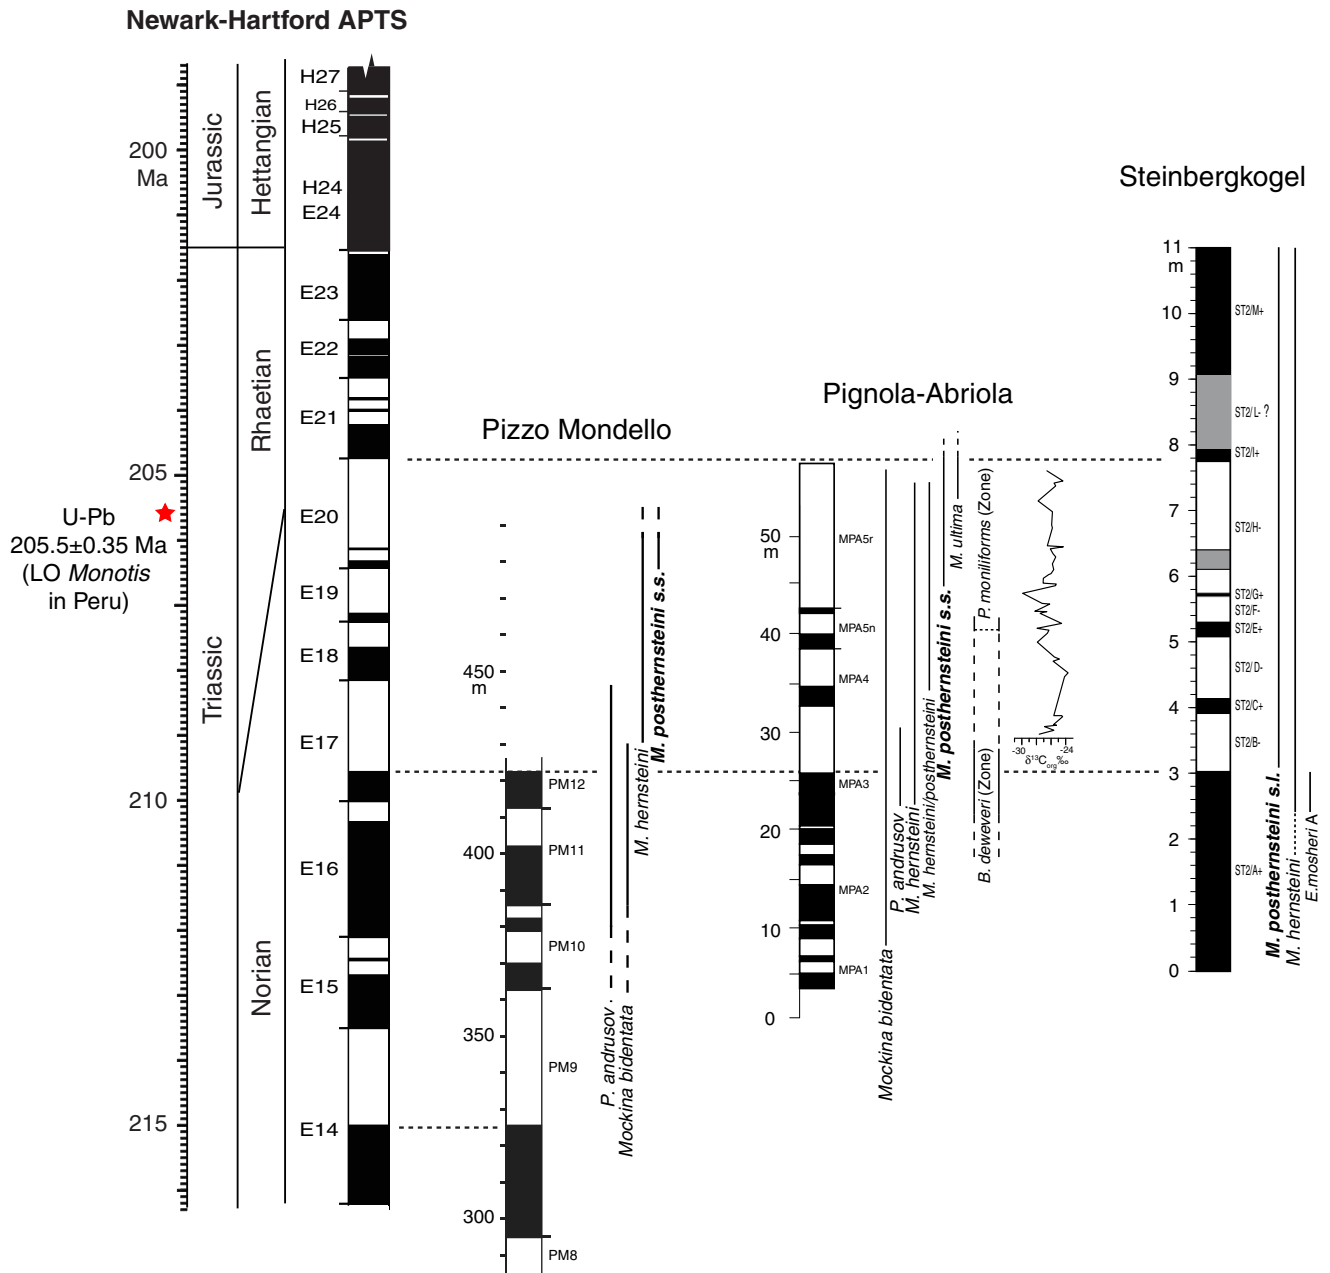 Newark-Hartford APTS
200
Ma
205
210
215
U-Pb
205.5±0.35 Ma
(LO Monotis
in Peru)
Jurassic
Triassic
Hettangian
Rhaetian
Norian
H27
H26
H25
H24
E24
E23
E22
E21
E20
E19
E18
E17
E16
E15
E14
Pizzo Mondello
450
m
400
350
300
PM12
PM11
PM10
PM9
PM8
P. andrusov
Mockina bidentata
M. hernsteini
M. posthernsteini s.s.
Pignola-Abriola
50
m
40
30
20
10
0
MPA5r
MPA5n
MPA4
MPA3
MPA2
MPA1
Mockina bidentata
P. andrusov
M. hernsteini
M. hernsteini/posthernsteini
M. posthernsteini s.s.
M. ultima
P. moniliforms (Zone)
B. deweveri (Zone)
-30
-24
δ13Corg‰
Steinbergkogel
11
m
10
9
8
7
6
5
4
3
2
1
0
ST2/M+
ST2/L- ?
ST2/I+
ST2/H-
ST2/G+
ST2/F-
ST2/E+
ST2/ D-
ST2/C+
ST2/B-
ST2/A+
M. posthernsteini s.l.
M. hernsteini
E.mosheri A